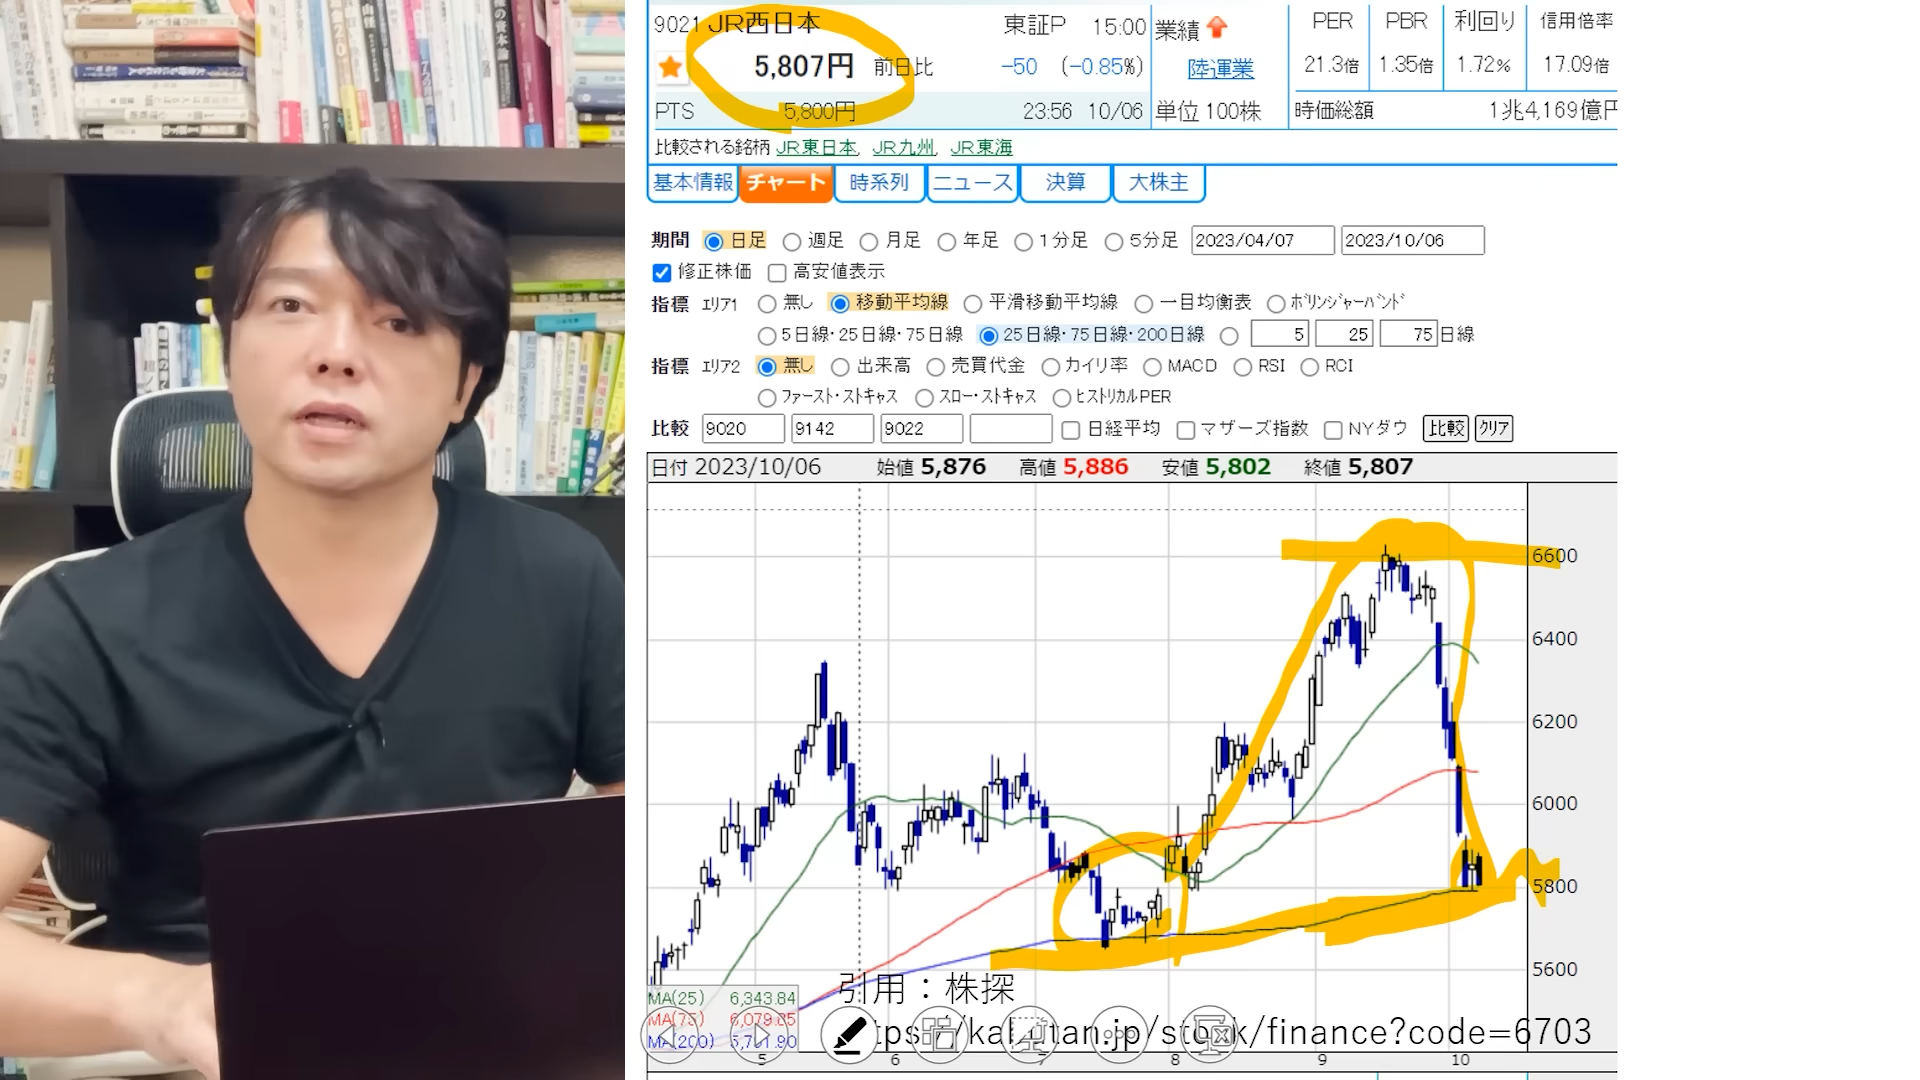 9021 JR西日本 東証P 15:00 業績 PER PBR 利回り 信用倍率
5,807円 前日比 -50 (-0.85%) 陸運業 21.3倍 1.35倍 1.72% 17.09倍
PTS 5,800円 23:56 10/06 単位 100株 時価総額 1兆4,169億円
比較される銘柄 JR東日本, JR九州, JR東海
基本情報 チャート 時系列 ニュース 決算 大株主
期間 日足 週足 月足 年足 1分足 5分足 2023/04/07 2023/10/06
修正株価 高安値表示
指標 エリア1 無し 移動平均線 平滑移動平均線 一目均衡表 ボリンジャーバンド
5日線・25日線・75日線 25日線・75日線・200日線 5 25 75 日線
指標 エリア2 無し 出来高 売買代金 カイリ率 MACD RSI RCI
ファースト・ストキャス スロー・ストキャス ヒストリカルPER
比較 9020 9142 9022 日経平均 マザーズ指数 NYダウ 比較 クリア
日付 2023/10/06 始値 5,876 高値 5,886 安値 5,802 終値 5,807
6600
6400
6200
6000
5800
5600
引用：株探
MA(25) 6,343.84
MA(75)
MA(200)
finance?code=6703
5 6 7 8 9 10